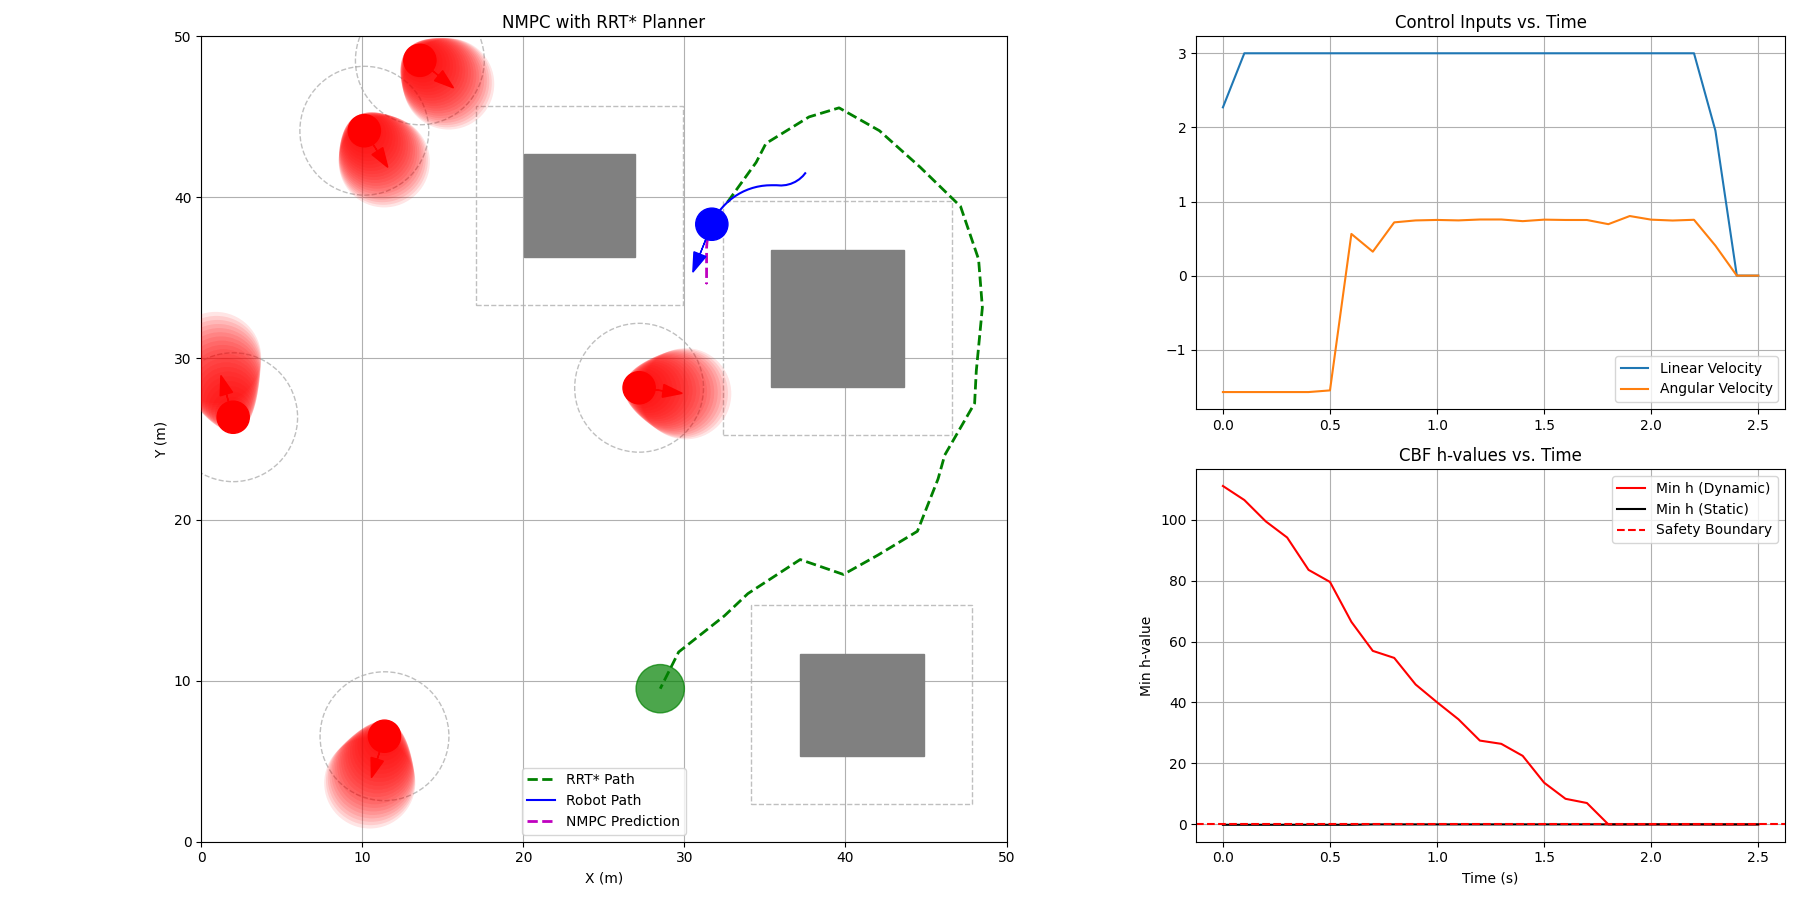 NMPC with RRT* Planner
Y (m)
50
40
30
20
10
0
0 10 20 30 40 50
X (m)
RRT* Path
Robot Path
NMPC Prediction
Control Inputs vs. Time
3
2
1
0
−1
0.0 0.5 1.0 1.5 2.0 2.5
Linear Velocity
Angular Velocity
CBF h-values vs. Time
Min h-value
100
80
60
40
20
0
0.0 0.5 1.0 1.5 2.0 2.5
Time (s)
Min h (Dynamic)
Min h (Static)
Safety Boundary